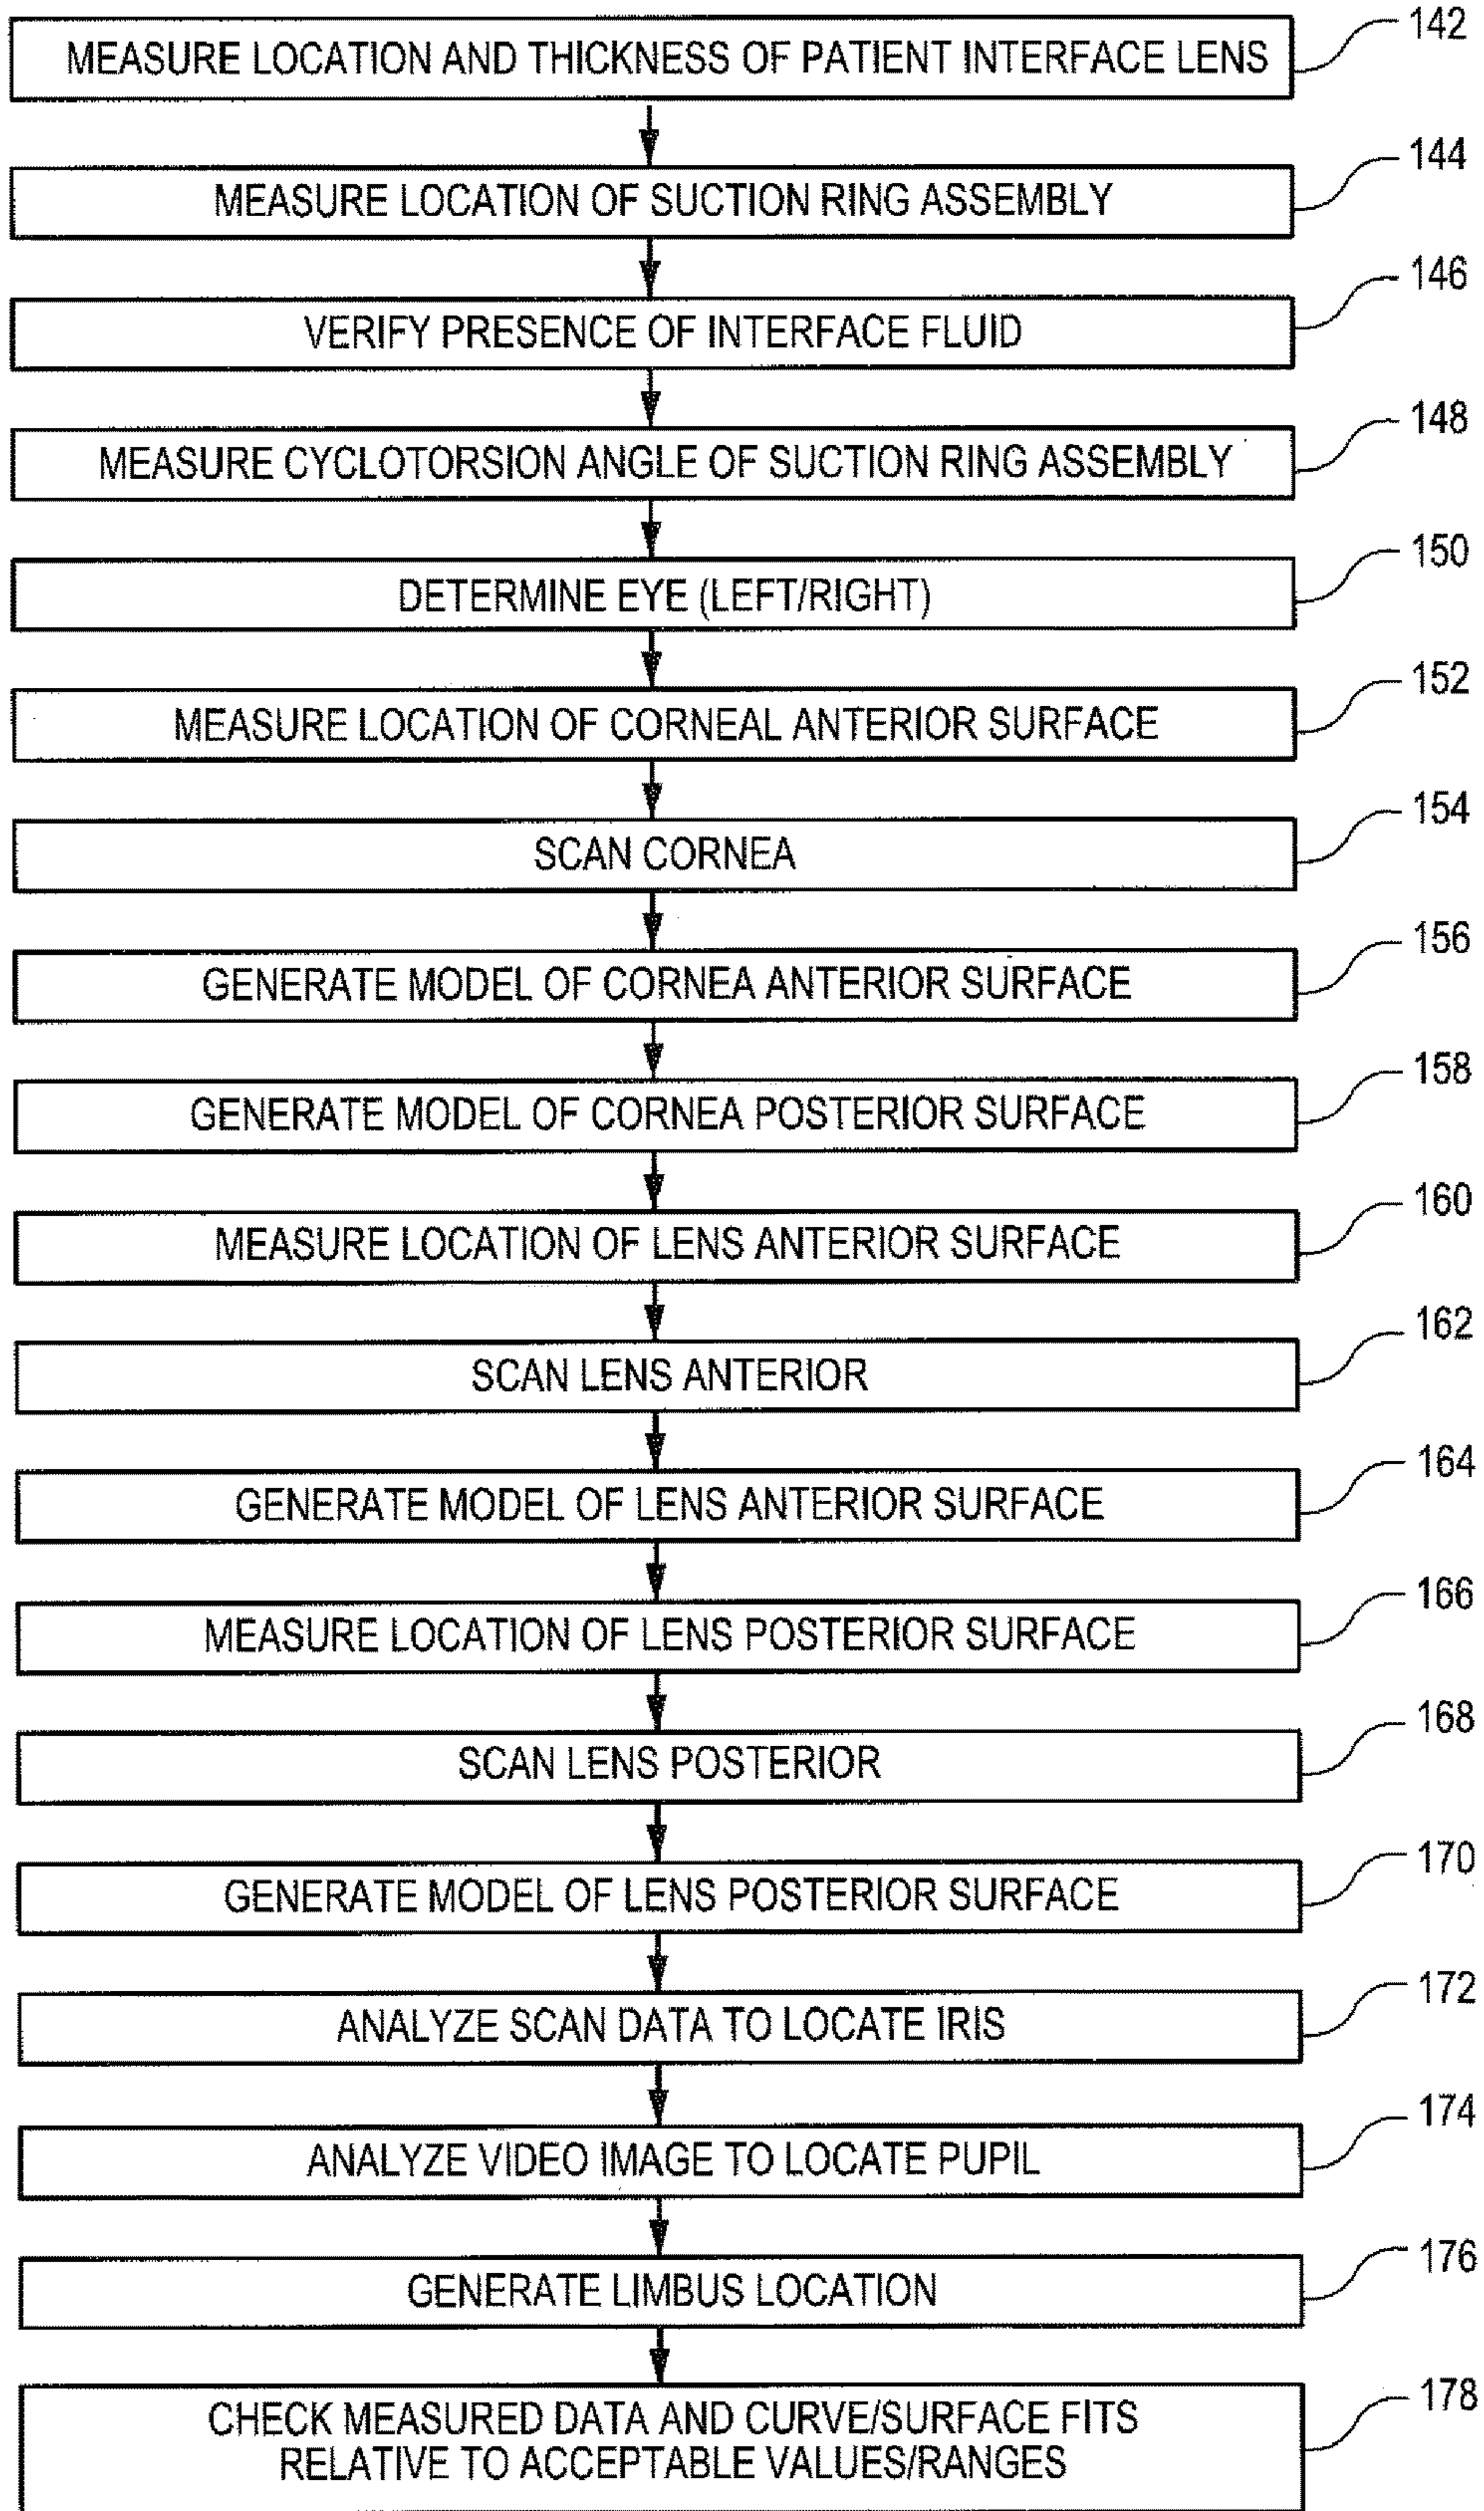 MEASURE LOCATION AND THICKNESS OF PATIENT INTERFACE LENS
142
MEASURE LOCATION OF SUCTION RING ASSEMBLY
144
VERIFY PRESENCE OF INTERFACE FLUID
146
MEASURE CYCLOTORSION ANGLE OF SUCTION RING ASSEMBLY
148
DETERMINE EYE (LEFT/RIGHT)
150
MEASURE LOCATION OF CORNEAL ANTERIOR SURFACE
152
SCAN CORNEA
154
GENERATE MODEL OF CORNEA ANTERIOR SURFACE
156
GENERATE MODEL OF CORNEA POSTERIOR SURFACE
158
MEASURE LOCATION OF LENS ANTERIOR SURFACE
160
SCAN LENS ANTERIOR
162
GENERATE MODEL OF LENS ANTERIOR SURFACE
164
MEASURE LOCATION OF LENS POSTERIOR SURFACE
166
SCAN LENS POSTERIOR
168
GENERATE MODEL OF LENS POSTERIOR SURFACE
170
ANALYZE SCAN DATA TO LOCATE IRIS
172
ANALYZE VIDEO IMAGE TO LOCATE PUPIL
174
GENERATE LIMBUS LOCATION
176
CHECK MEASURED DATA AND CURVE/SURFACE FITS
RELATIVE TO ACCEPTABLE VALUES/RANGES
178